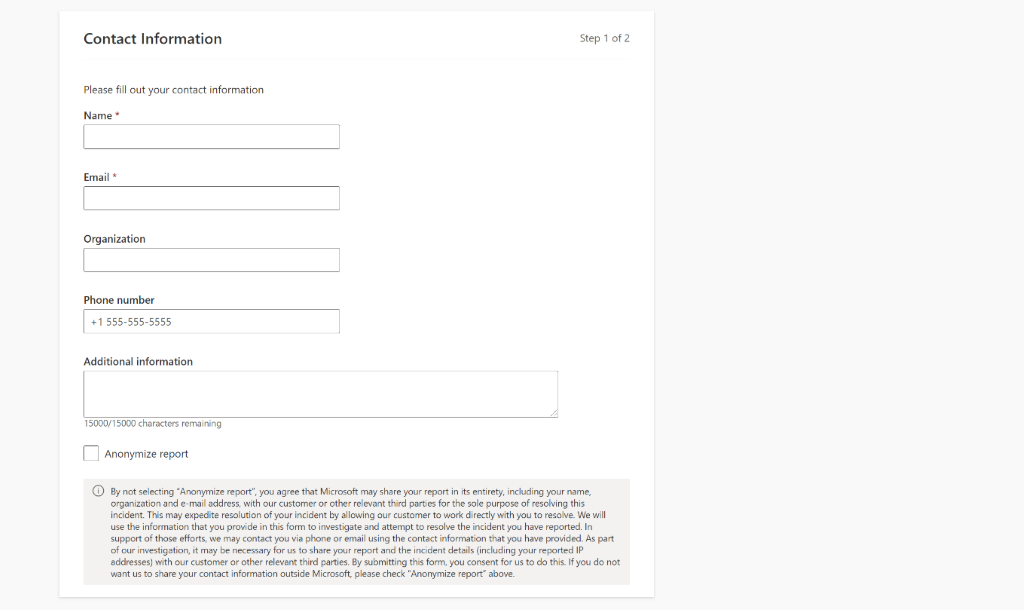 Contact Information
Step 1 of 2
Please fill out your contact information
Name *
Email *
Organization
Phone number
+1 555-555-5555
Additional information
15000/15000 characters remaining
Anonymize report
By not selecting "Anonymize report", you agree that Microsoft may share your report in its entirety, including your name,
organization and e-mail address, with our customer or other relevant third parties for the sole purpose of resolving this
incident. This may expedite resolution of your incident by allowing our customer to work directly with you to resolve. We will
use the information that you provide in this form to investigate and attempt to resolve the incident you have reported. In
support of those efforts, we may contact you via phone or email using the contact information that you have provided. As part
of our investigation, it may be necessary for us to share your report and the incident details (including your reported IP
addresses) with our customer or other relevant third parties. By submitting this form, you consent for us to do this. If you do not
want us to share your contact information outside Microsoft, please check "Anonymize report" above.